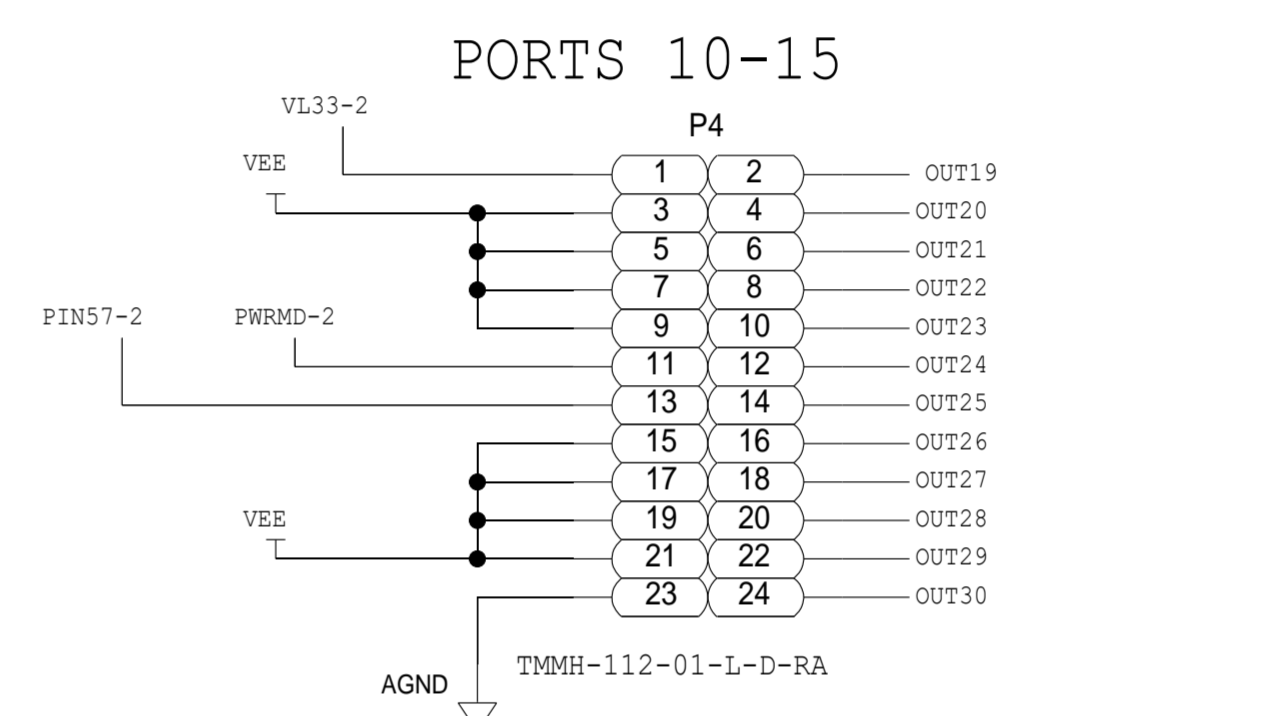 PORTS 10-15
VL33-2
P4
VEE
1 2 OUT19
3 4 OUT20
5 6 OUT21
7 8 OUT22
PIN57-2 PWRMD-2
9 10 OUT23
11 12 OUT24
13 14 OUT25
15 16 OUT26
17 18 OUT27
VEE
19 20 OUT28
21 22 OUT29
23 24 OUT30
TMMH-112-01-L-D-RA
AGND